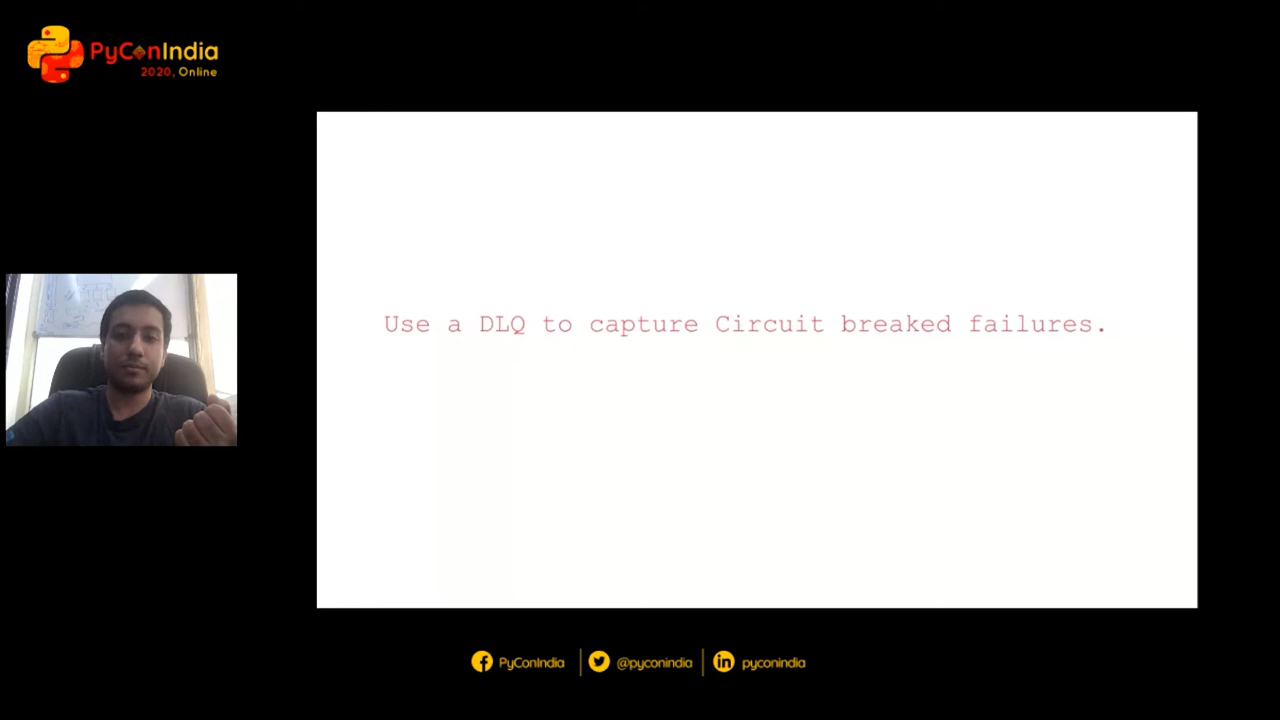 PyConIndia
2020, Online
Use a DLQ to capture Circuit breaked failures.
PyConIndia
@pyconindia
pyconindia